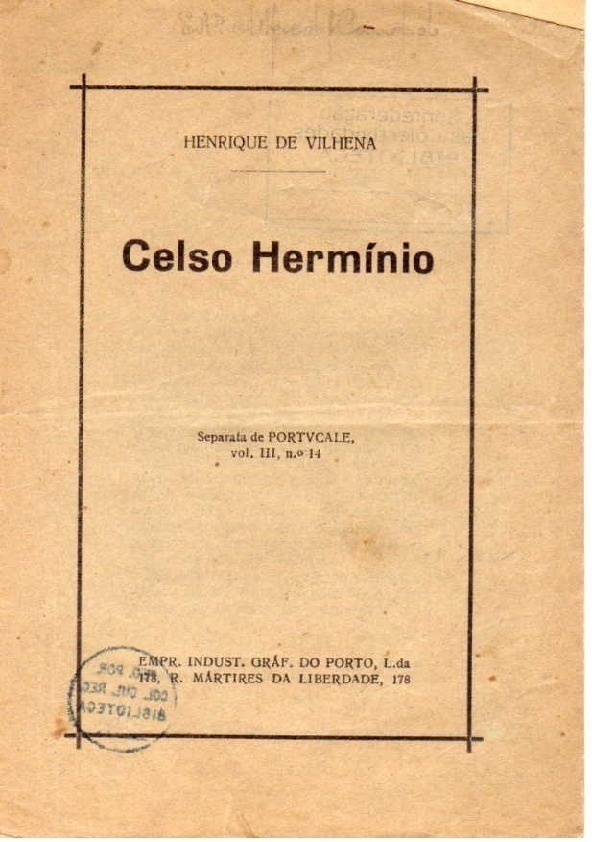 HENRIQUE DE VILHENA
Celso Hermínio
Separata de PORTVCALE,
vol. III, n.º 14
EMPR. INDUST. GRÁF. DO PORTO, L.da
178, R. MÁRTIRES DA LIBERDADE, 178
BIBLIOTECA